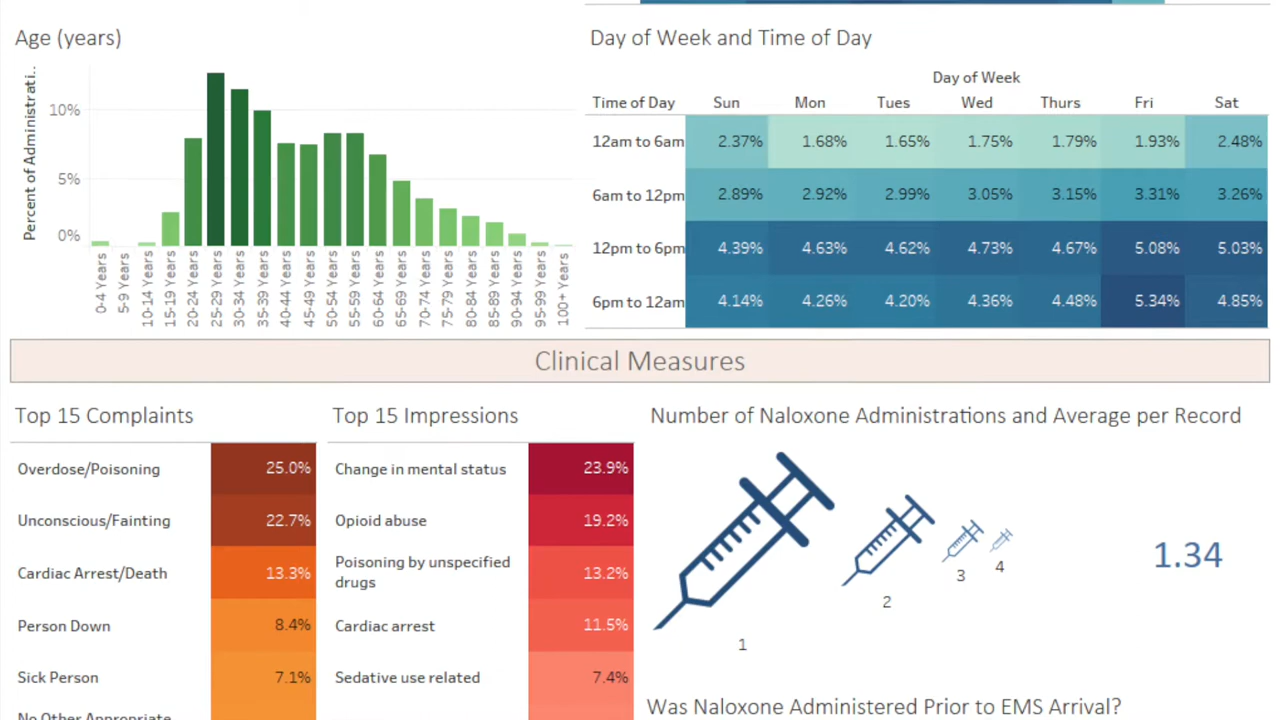 Age (years)
Percent of Administrati..
10%
5%
0%
0-4 Years
5-9 Years
10-14 Years
15-19 Years
20-24 Years
25-29 Years
30-34 Years
35-39 Years
40-44 Years
45-49 Years
50-54 Years
55-59 Years
60-64 Years
65-69 Years
70-74 Years
75-79 Years
80-84 Years
85-89 Years
90-94 Years
95-99 Years
100+ Years
Day of Week and Time of Day
Day of Week
Time of Day Sun Mon Tues Wed Thurs Fri Sat
12am to 6am 2.37% 1.68% 1.65% 1.75% 1.79% 1.93% 2.48%
6am to 12pm 2.89% 2.92% 2.99% 3.05% 3.15% 3.31% 3.26%
12pm to 6pm 4.39% 4.63% 4.62% 4.73% 4.67% 5.08% 5.03%
6pm to 12am 4.14% 4.26% 4.20% 4.36% 4.48% 5.34% 4.85%
Clinical Measures
Top 15 Complaints
Overdose/Poisoning 25.0%
Unconscious/Fainting 22.7%
Cardiac Arrest/Death 13.3%
Person Down 8.4%
Sick Person 7.1%
No Other Appropriate
Top 15 Impressions
Change in mental status 23.9%
Opioid abuse 19.2%
Poisoning by unspecified
drugs 13.2%
Cardiac arrest 11.5%
Sedative use related 7.4%
Number of Naloxone Administrations and Average per Record
1
2
3
4
1.34
Was Naloxone Administered Prior to EMS Arrival?